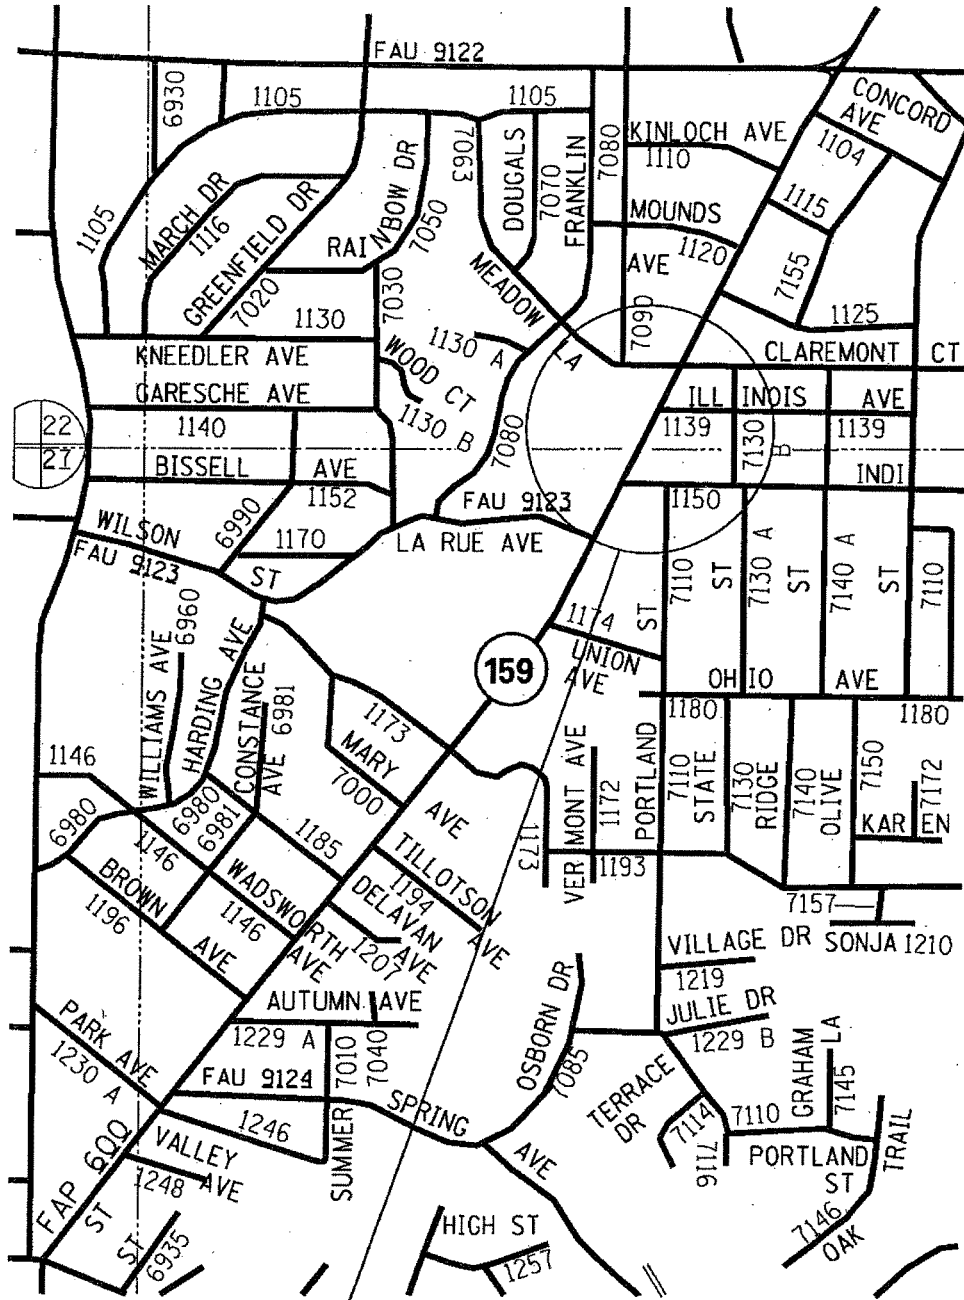 FAU 9122
6930
1105
1105
CONCORD
AVE
1104
7063
DOUGALS
7070
FRANKLIN
7080
KINLOCH AVE
1110
1115
MARCH DR
1116
GREENFIELD DR
7020
RAINBOW DR
7050
1105
MOUNDS
AVE
1120
7155
7030
MEADOW
LA
7090
1125
1130
1130 A
KNEEDLER AVE
WOOD CT
1130 B
CLAREMONT CT
GARESCHE AVE
ILLINOIS AVE
22
27
1140
7080
1139
7130
B
1139
BISSELL AVE
INDI
1152
FAU 9123
1150
WILSON
ST
6990
1170
LA RUE AVE
FAU 9123
7110
ST
7130 A
ST
7140 A
ST
7110
1174
UNION
AVE
ST
WILLIAMS AVE
6960
HARDING AVE
CONSTANCE
AVE 6981
159
OHIO AVE
1180
1180
1173
MARY
AVE
7000
VERMONT AVE
1172
PORTLAND
7110
STATE
7130
RIDGE
7140
OLIVE
7150
7172
KAREN
1146
6980
6980
6981
1185
1146
1173
1193
TILLOTSON
AVE
1194
BROWN
AVE
1196
WADSWORTH
AVE
1146
DELAVAN
AVE
1207
7157
SONJA 1210
VILLAGE DR
1219
JULIE DR
1229 B
AUTUMN AVE
1229 A
7010
7040
OSBORN DR
7085
PARK AVE
1230 A
FAU 9124
SPRING
AVE
TERRACE
DR
7114
7116
7110
GRAHAM
LA
7145
PORTLAND
ST
TRAIL
OAK
7146
1246
SUMMER
VALLEY
AVE
1248
FAP 600
ST
ST
6935
HIGH ST
1257